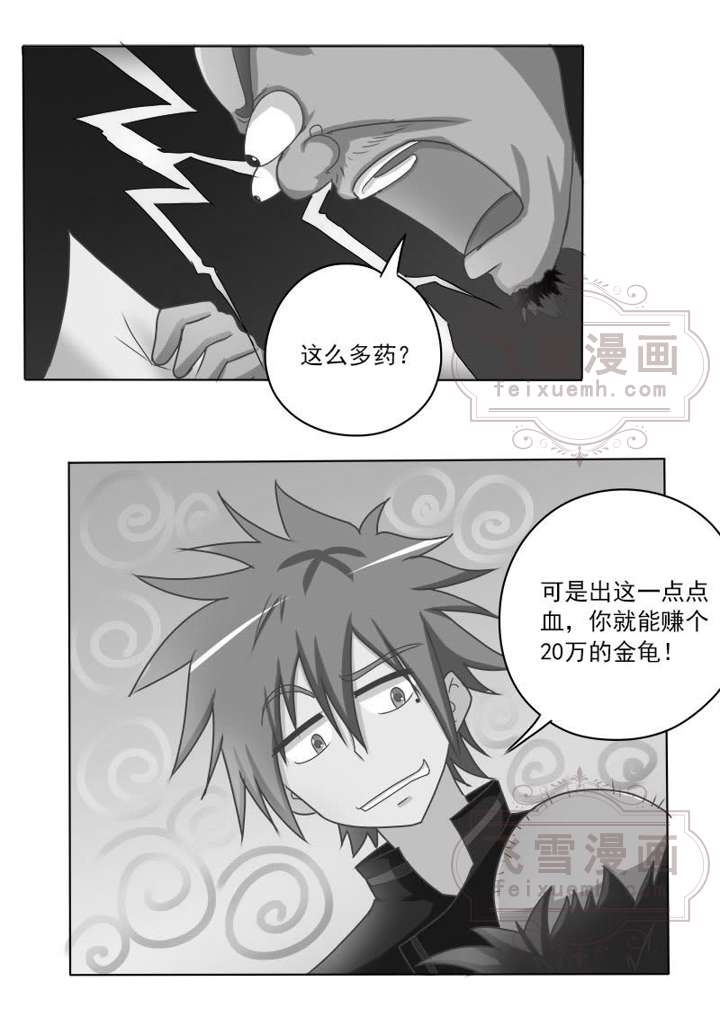 这么多药？
飞雪漫画
feixuemh.com
可是出这一点点
血，你就能赚个
20万的金龟！
飞雪漫画
feixuemh.com